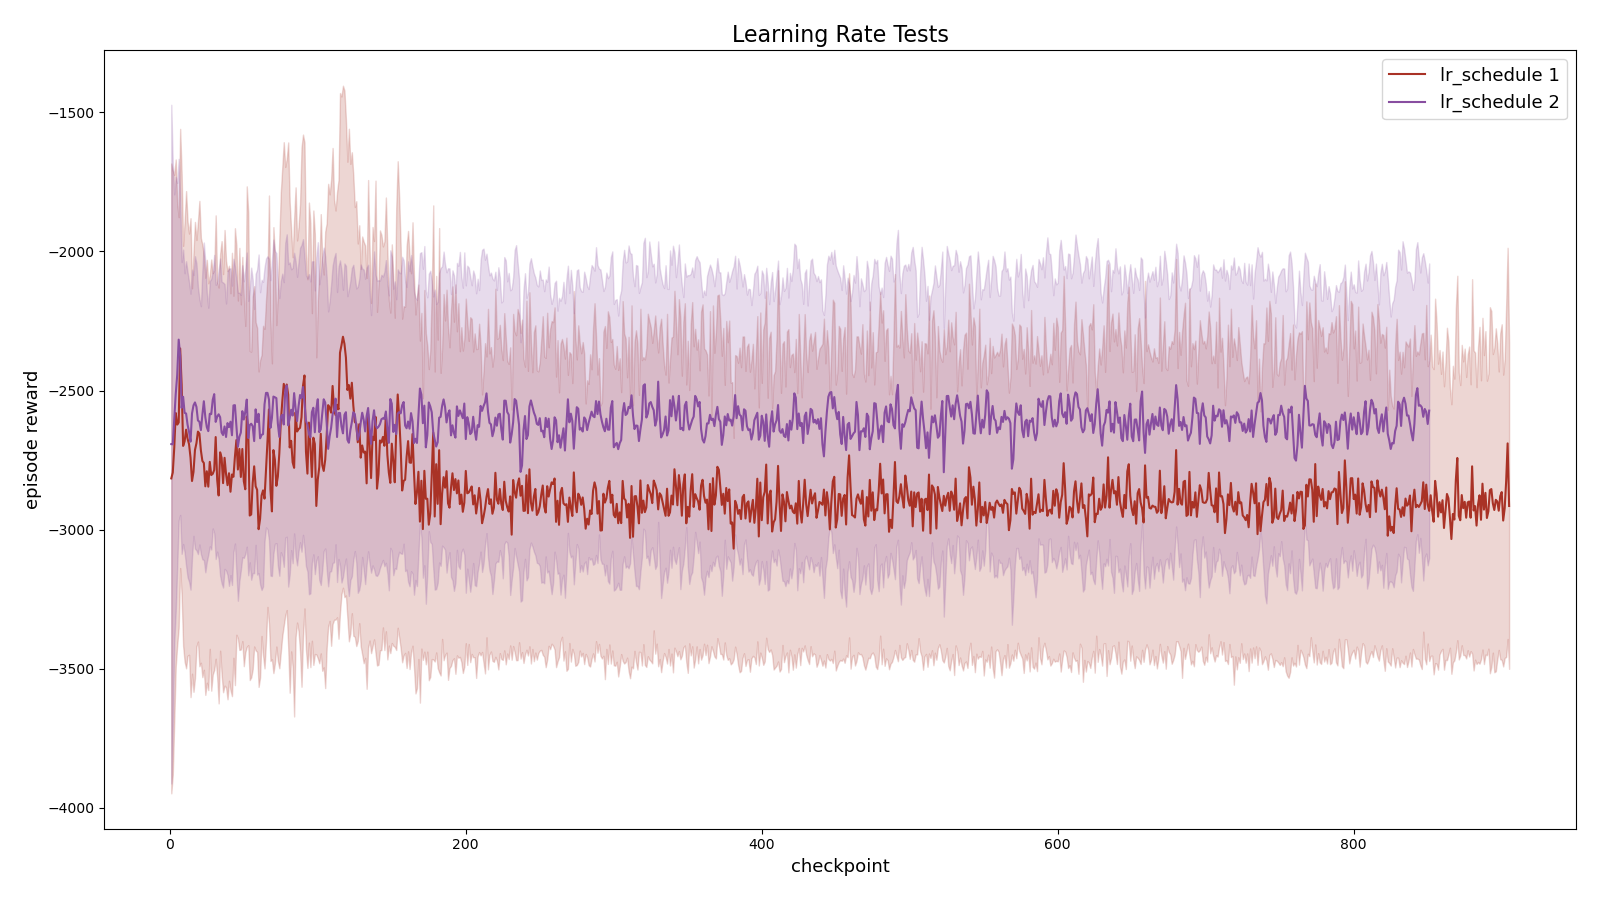 Learning Rate Tests
lr_schedule 1
lr_schedule 2
−1500
−2000
−2500
−3000
−3500
−4000
episode reward
0 200 400 600 800
checkpoint